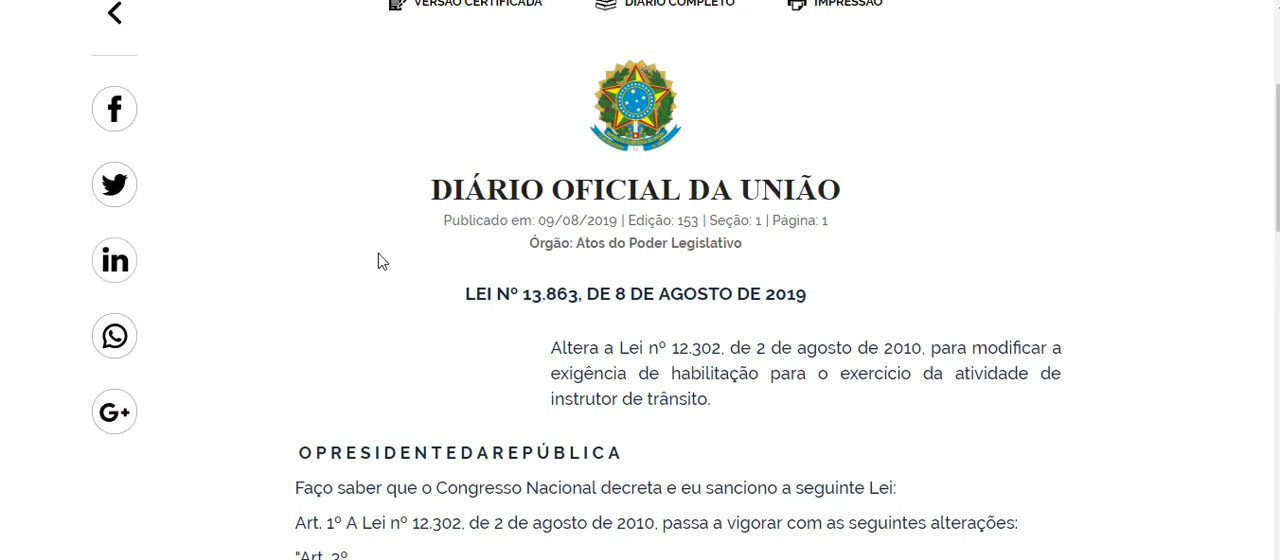 VERSÃO CERTIFICADA DIÁRIO COMPLETO IMPRESSÃO
DIÁRIO OFICIAL DA UNIÃO
Publicado em: 09/08/2019 | Edição: 153 | Seção: 1 | Página: 1
Órgão: Atos do Poder Legislativo
LEI Nº 13.863, DE 8 DE AGOSTO DE 2019
Altera a Lei nº 12.302, de 2 de agosto de 2010, para modificar a
exigência de habilitação para o exercício da atividade de
instrutor de trânsito.
O P R E S I D E N T E D A R E P Ú B L I C A
Faço saber que o Congresso Nacional decreta e eu sanciono a seguinte Lei:
Art. 1º A Lei nº 12.302, de 2 de agosto de 2010, passa a vigorar com as seguintes alterações:
"Art.